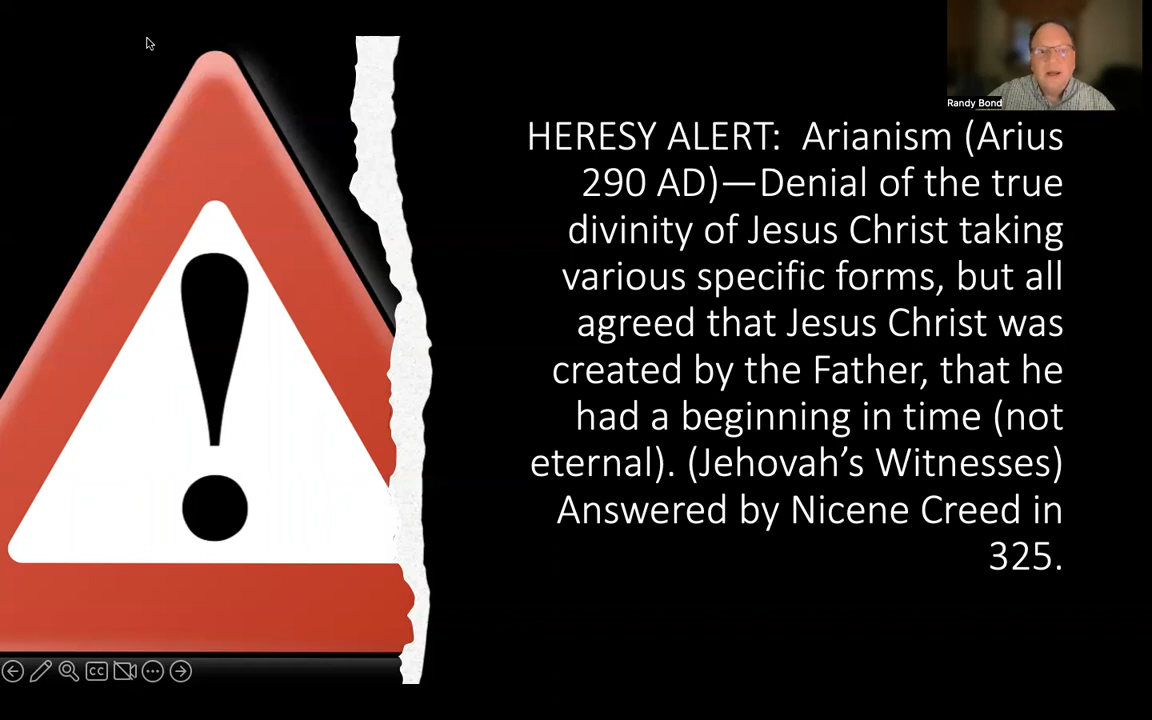 Randy Bond
HERESY ALERT:  Arianism (Arius
290 AD)—Denial of the true
divinity of Jesus Christ taking
various specific forms, but all
agreed that Jesus Christ was
created by the Father, that he
had a beginning in time (not
eternal). (Jehovah’s Witnesses)
Answered by Nicene Creed in
325.
CC